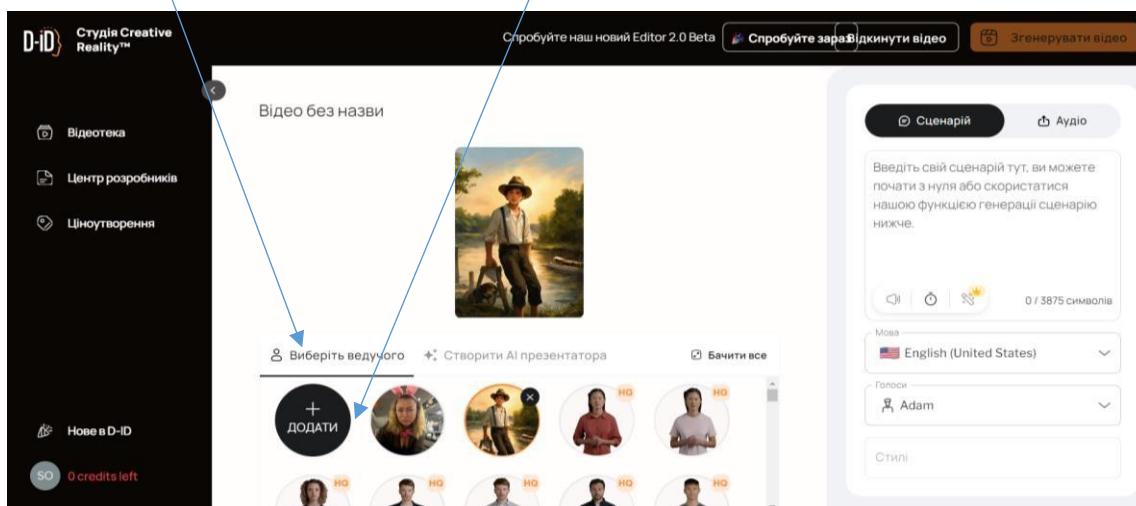 D-iD
Студія Creative
Reality™
Спробуйте наш новий Editor 2.0 Beta
Спробуйте зараз
Відкинути відео
Згенерувати відео
Відеотека
Центр розробників
Ціноутворення
Нове в D-ID
SO
0 credits left
Відео без назви
Виберіть ведучого
Створити AI презентатора
Бачити все
+
ДОДАТИ
HQ
HQ
HQ
HQ
HQ
HQ
HQ
Сценарій
Аудіо
Введіть свій сценарій тут, ви можете
почати з нуля або скористатися
нашою функцією генерації сценарію
нижче.
0 / 3875 символів
Мова
English (United States)
Голоси
Adam
Стилі